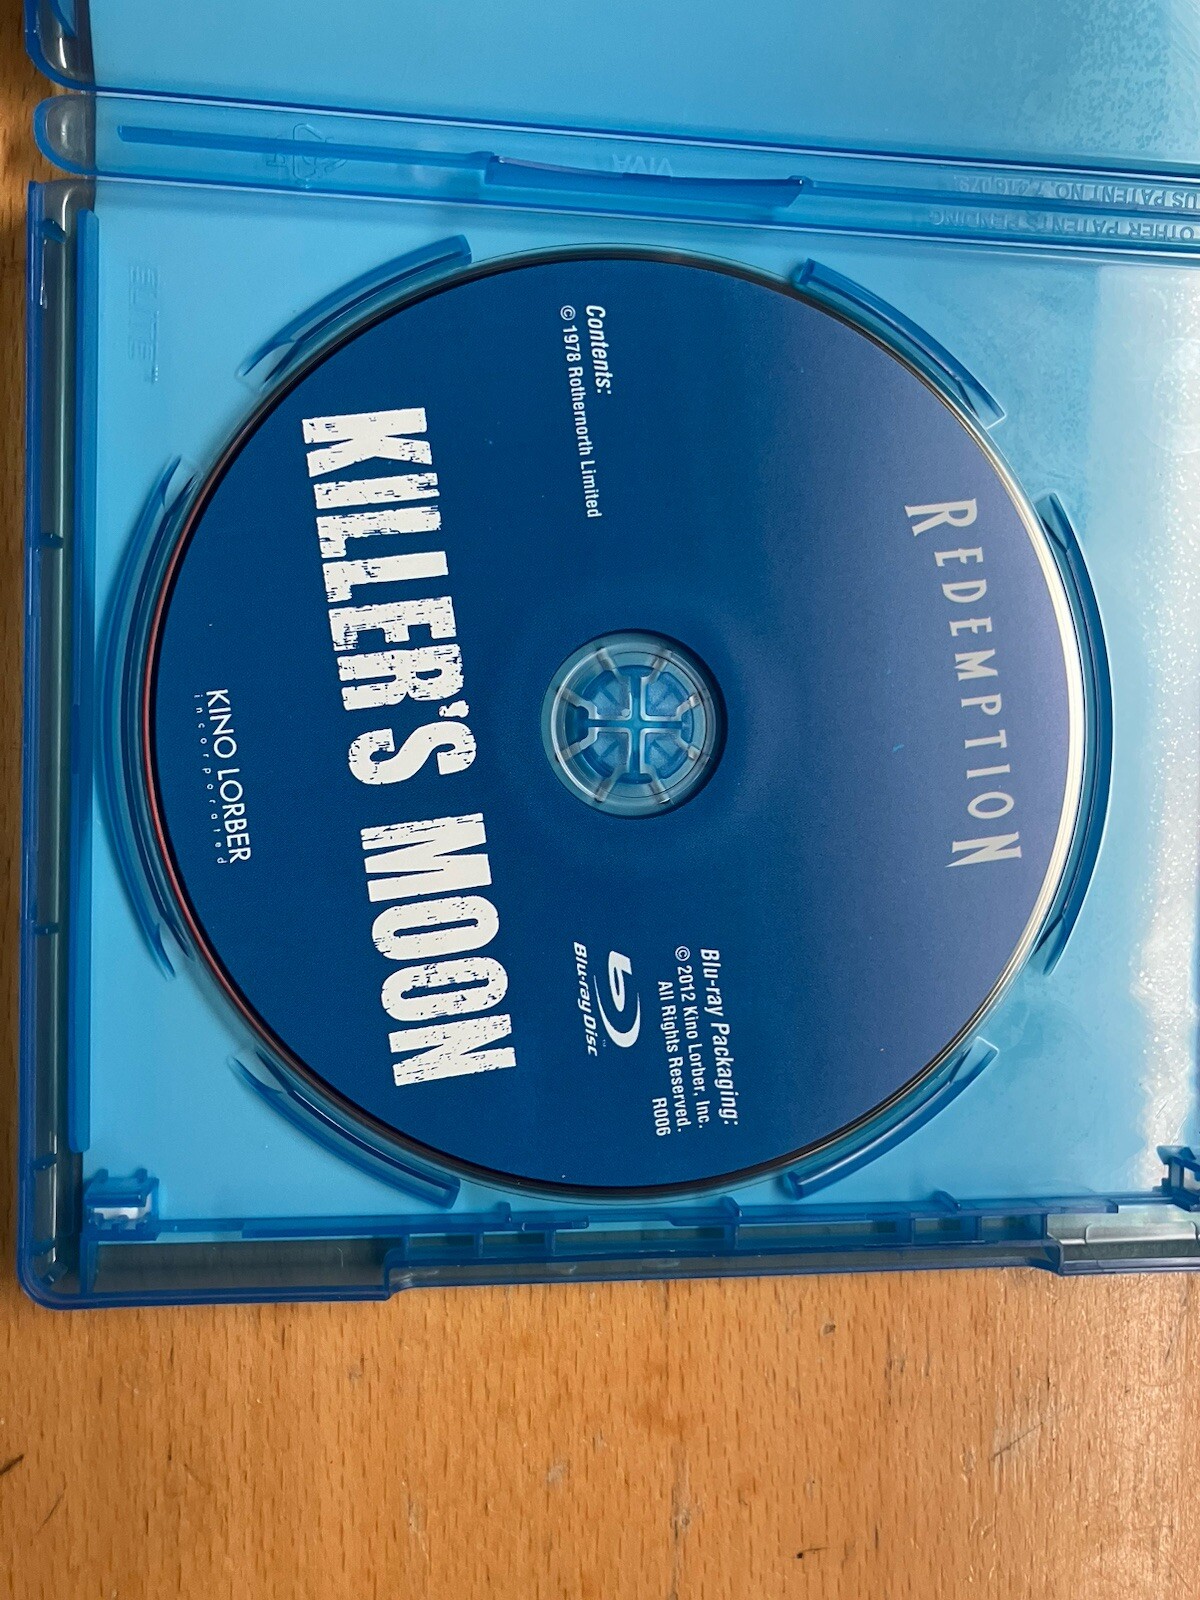 REDEMPTION
Contents:
© 1978 Rothernorth Limited
Blu-ray Packaging:
© 2012 Kino Lorber, Inc.
All Rights Reserved.
R006
Blu-ray Disc
KILLER'S MOON
KINO LORBER
incorporated
VIVA
US PATENT NO.
OTHER PATENTS PENDING
ELITE